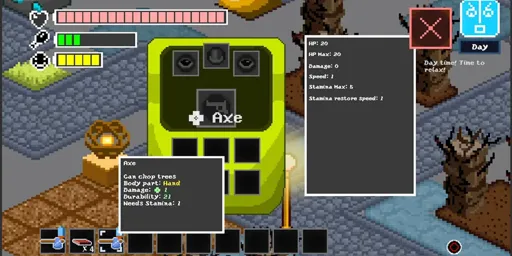 HP: 20
HP Max: 20
Damage: 0
Speed: 1
Stamina Max: 5
Stamina restore speed: 1
Day
Day time! Time to
relax!
Axe
Axe
Can chop trees
Body part: Hand
Damage: 1
Durability: 21
Needs Stamina: 1
x4